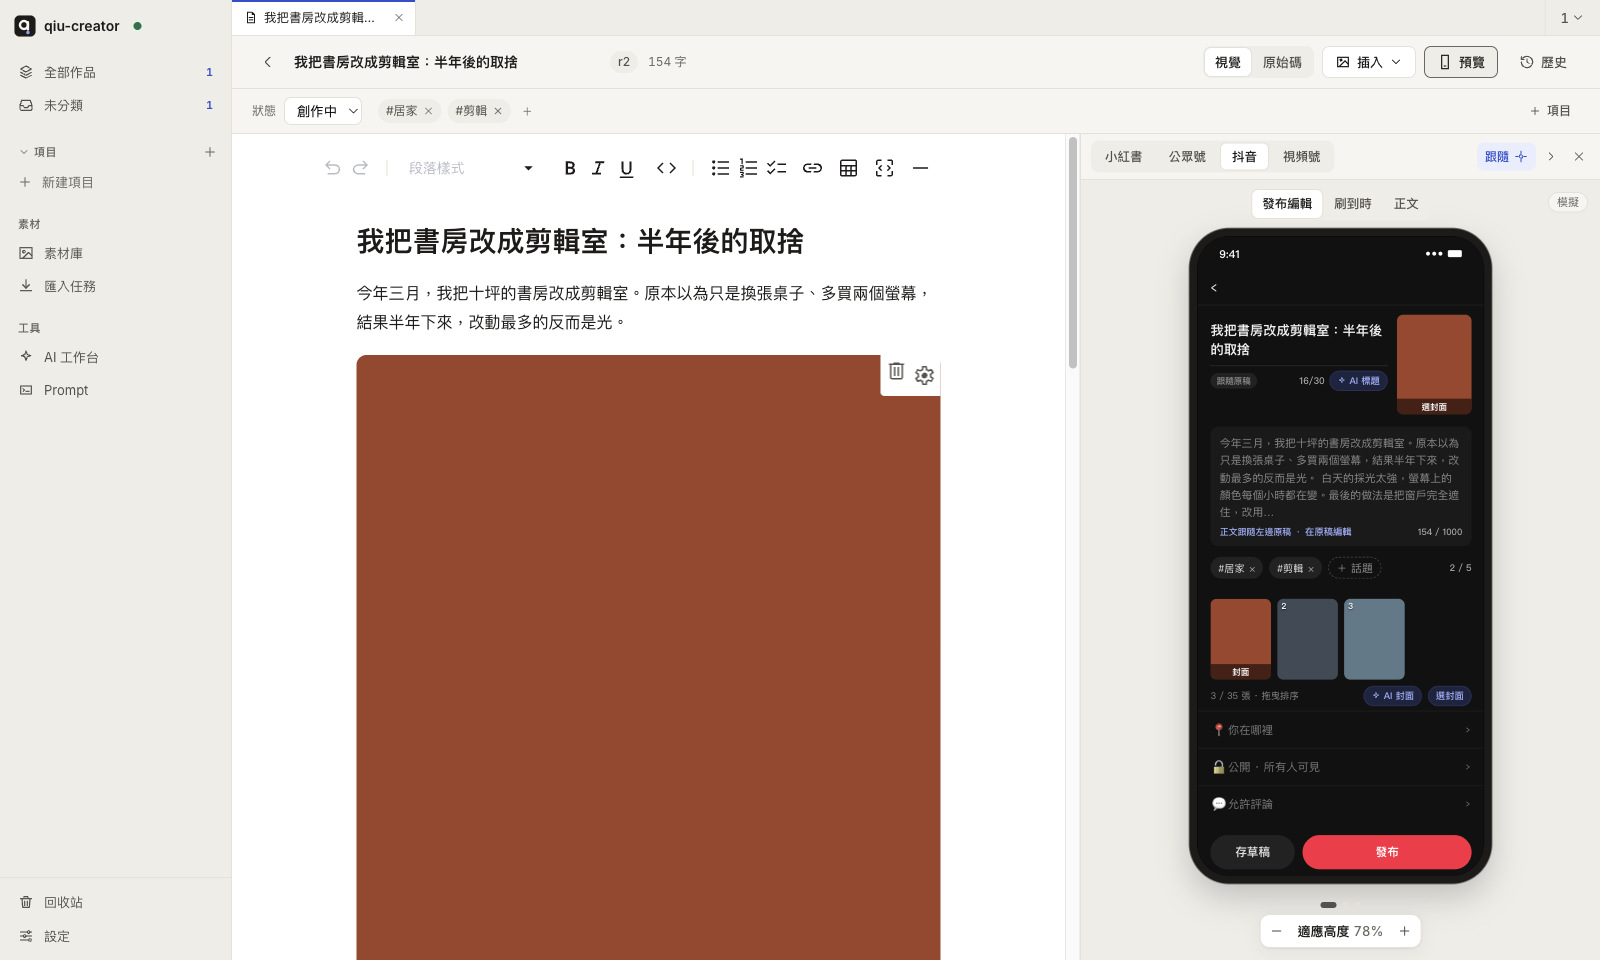 qiu-creator
全部作品 1
未分類 1
項目
新建項目
素材
素材庫
匯入任務
工具
AI 工作台
Prompt
回收站
設定
我把書房改成剪輯...
1
我把書房改成剪輯室：半年後的取捨
r2 154 字
視覺 原始碼
插入
預覽
歷史
狀態
創作中
#居家
#剪輯
項目
段落樣式
B I U
我把書房改成剪輯室：半年後的取捨
今年三月，我把十坪的書房改成剪輯室。原本以為只是換張桌子、多買兩個螢幕，
結果半年下來，改動最多的反而是光。
小紅書 公眾號 抖音 視頻號
跟隨
發布編輯 刷到時 正文
模擬
9:41
我把書房改成剪輯室：半年後
的取捨
跟隨原稿
16/30
AI 標題
選封面
今年三月，我把十坪的書房改成剪輯室。原本以為
只是換張桌子、多買兩個螢幕，結果半年下來，改
動最多的反而是光。 白天的採光太強，螢幕上的
顏色每個小時都在變。最後的做法是把窗戶完全遮
住，改用...
正文跟隨左邊原稿 · 在原稿編輯
154 / 1000
#居家 ×
#剪輯 ×
+ 話題
2 / 5
封面
2
3
3 / 35 張 · 拖曳排序
AI 封面
選封面
你在哪裡
公開 · 所有人可見
允許評論
存草稿
發布
適應高度 78%